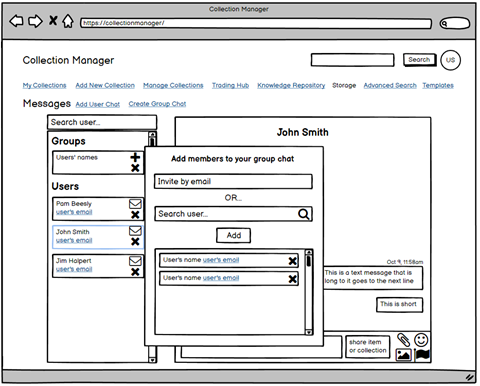 Collection Manager
https://collectionmanager/
Collection Manager
Search
US
My Collections Add New Collection Manage Collections Trading Hub Knowledge Repository Storage Advanced Search Templates
Messages Add User Chat Create Group Chat
Search user...
Groups
Users' names
Users
Pam Beesly
user's email
John Smith
user's email
Jim Halpert
user's email
John Smith
Add members to your group chat
Invite by email
OR...
Search user...
Add
User's name user's email
User's name user's email
Oct 9, 11:58am
This is a text message that is
long to it goes to the next line
This is short
share item
or collection